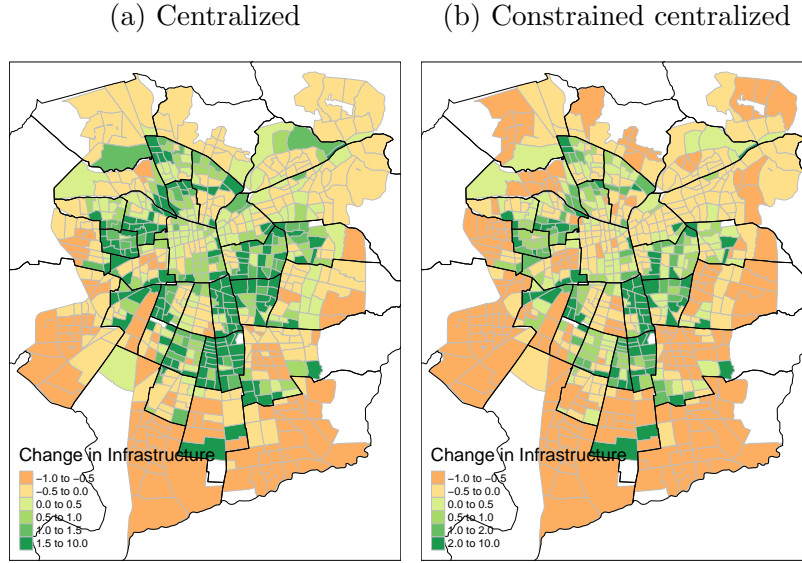 (a) Centralized
(b) Constrained centralized
Change in Infrastructure
−1.0 to −0.5
−0.5 to 0.0
0.0 to 0.5
0.5 to 1.0
1.0 to 1.5
1.5 to 10.0
Change in Infrastructure
−1.0 to −0.5
−0.5 to 0.0
0.0 to 0.5
0.5 to 1.0
1.0 to 2.0
2.0 to 10.0